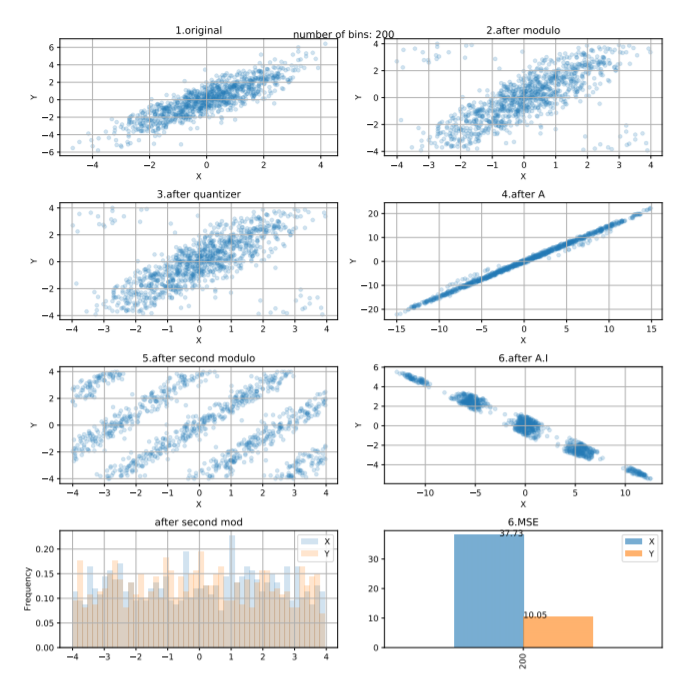 number of bins: 200
1.original
6
4
2
0
−2
−4
−6
Y
−4 −2 0 2 4
X
2.after modulo
4
2
0
−2
−4
Y
−4 −3 −2 −1 0 1 2 3 4
X
3.after quantizer
4
2
0
−2
−4
Y
−4 −3 −2 −1 0 1 2 3 4
X
4.after A
20
10
0
−10
−20
Y
−15 −10 −5 0 5 10 15
X
5.after second modulo
4
2
0
−2
−4
Y
−4 −3 −2 −1 0 1 2 3 4
X
6.after A.I
6
4
2
0
−2
−4
Y
−10 −5 0 5 10
X
after second mod
X
Y
0.20
0.15
0.10
0.05
0.00
Frequency
−4 −3 −2 −1 0 1 2 3 4
6.MSE
X
Y
37.73
10.05
30
20
10
0
200